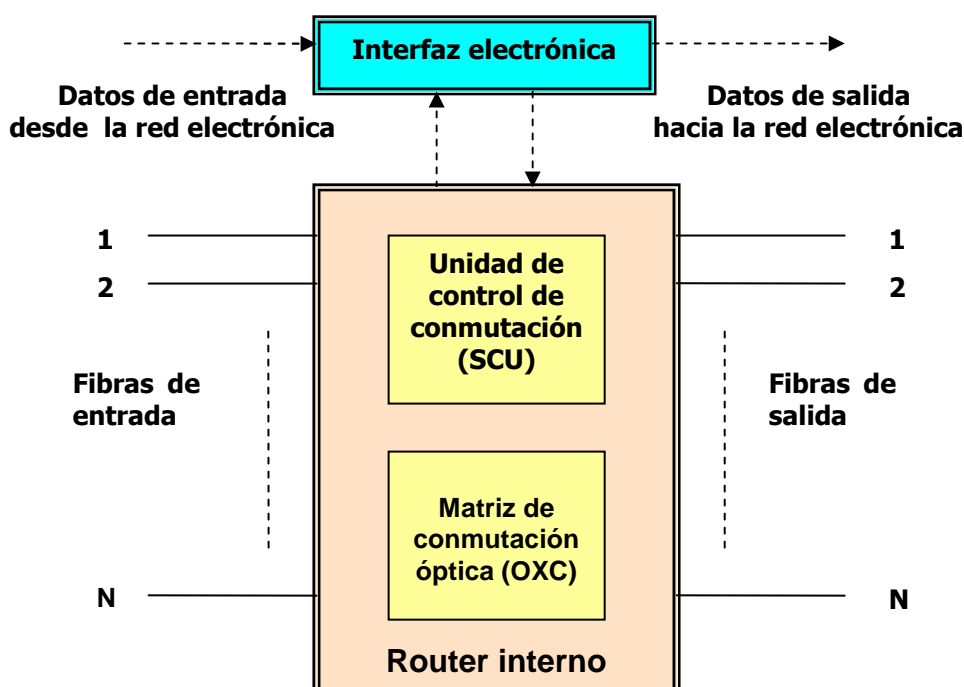 Interfaz electrónica
Datos de entrada
desde la red electrónica
Datos de salida
hacia la red electrónica
1
1
2
2
Unidad de
control de
conmutación
(SCU)
Fibras de
entrada
Fibras de
salida
Matriz de
conmutación
óptica (OXC)
N
N
Router interno